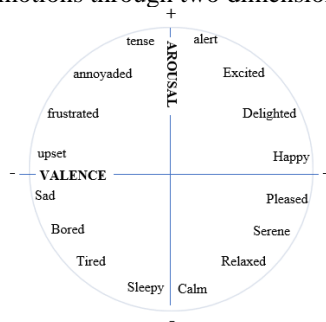 motions through two dimension
+
tense alert
AROUSAL
annoyaded Excited
frustrated Delighted
upset Happy
- VALENCE -
Sad Pleased
Bored Serene
Tired Relaxed
Sleepy Calm